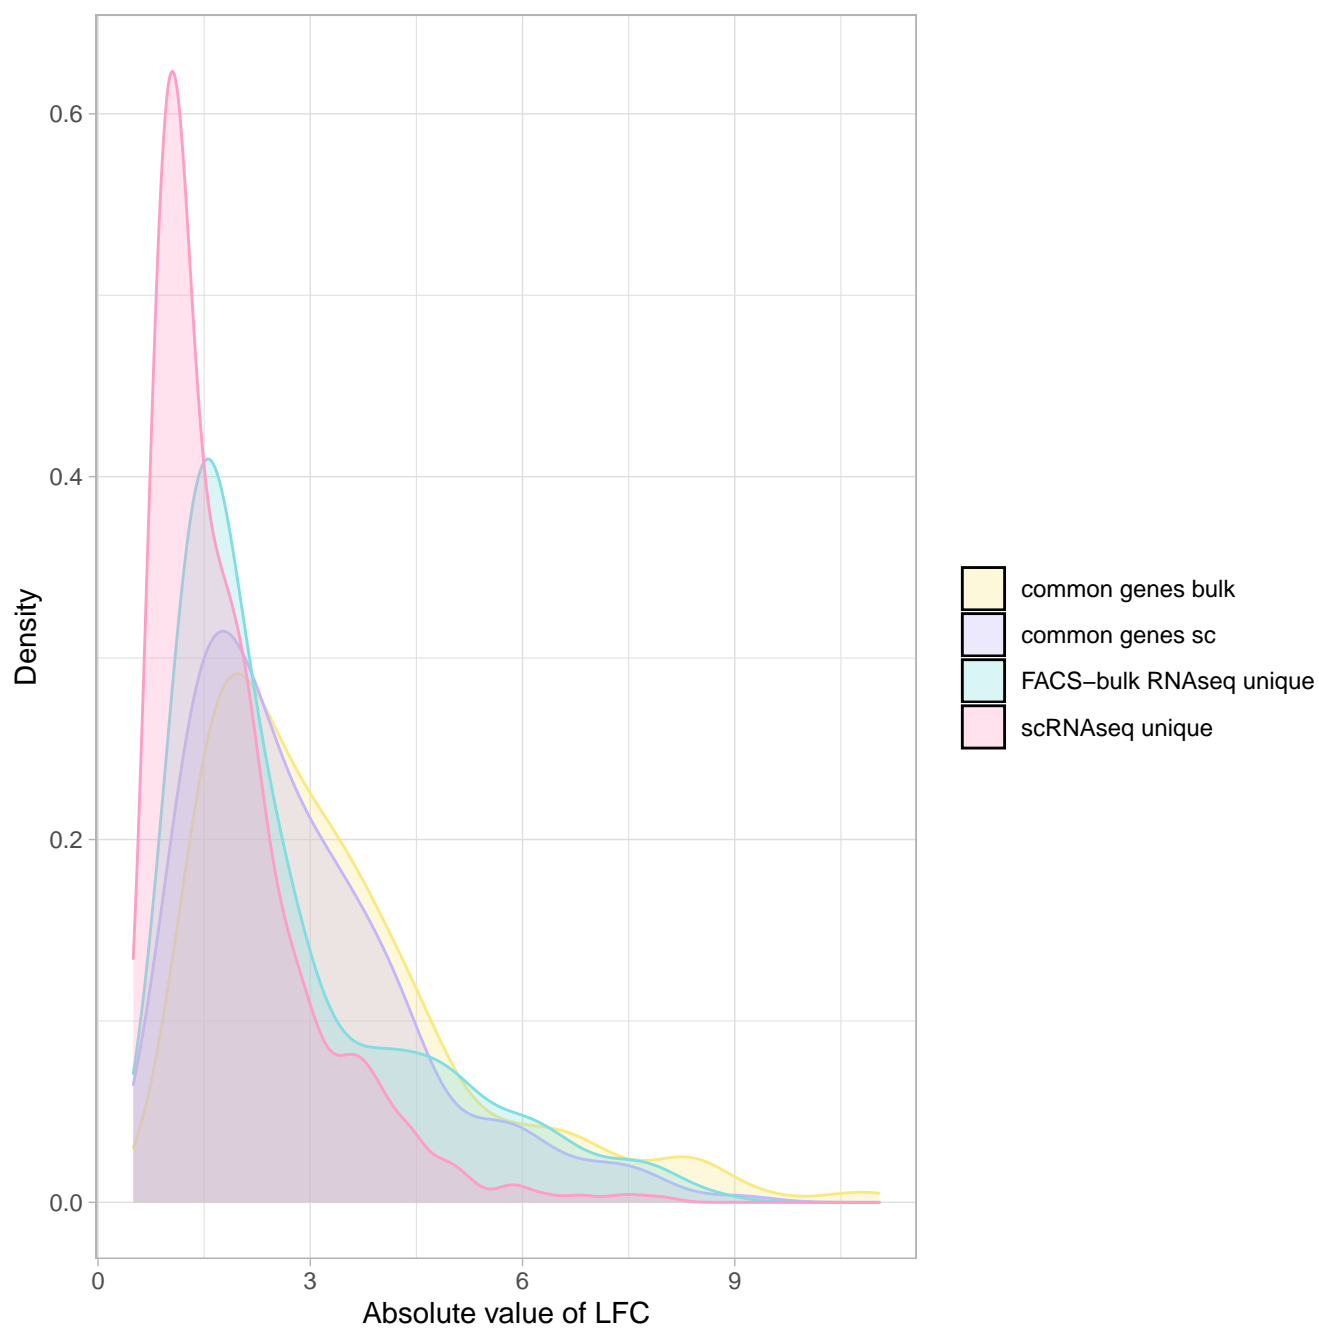 0.6
0.4
0.2
0.0
Density
0
3
6
9
Absolute value of LFC
common genes bulk
common genes sc
FACS−bulk RNAseq unique
scRNAseq unique